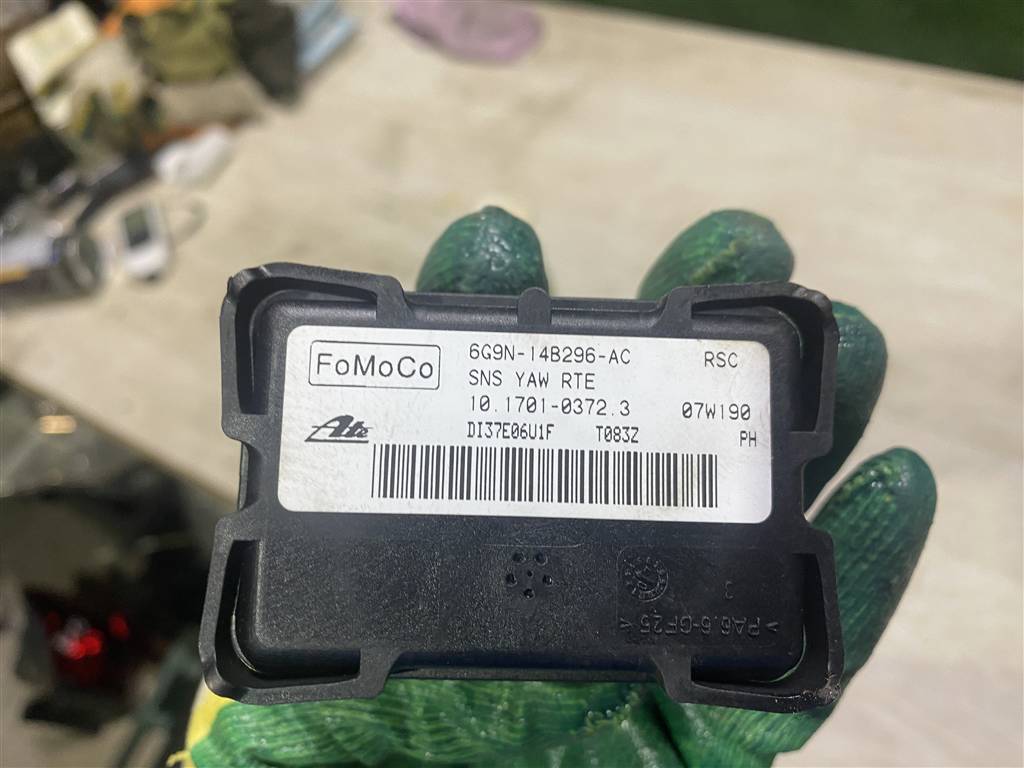 FoMoCo
6G9N-14B296-AC RSC
SNS YAW RTE
10.1701-0372.3 07W190
Ate
DI37E06U1F T083Z PH
>PA6.6-GF25<